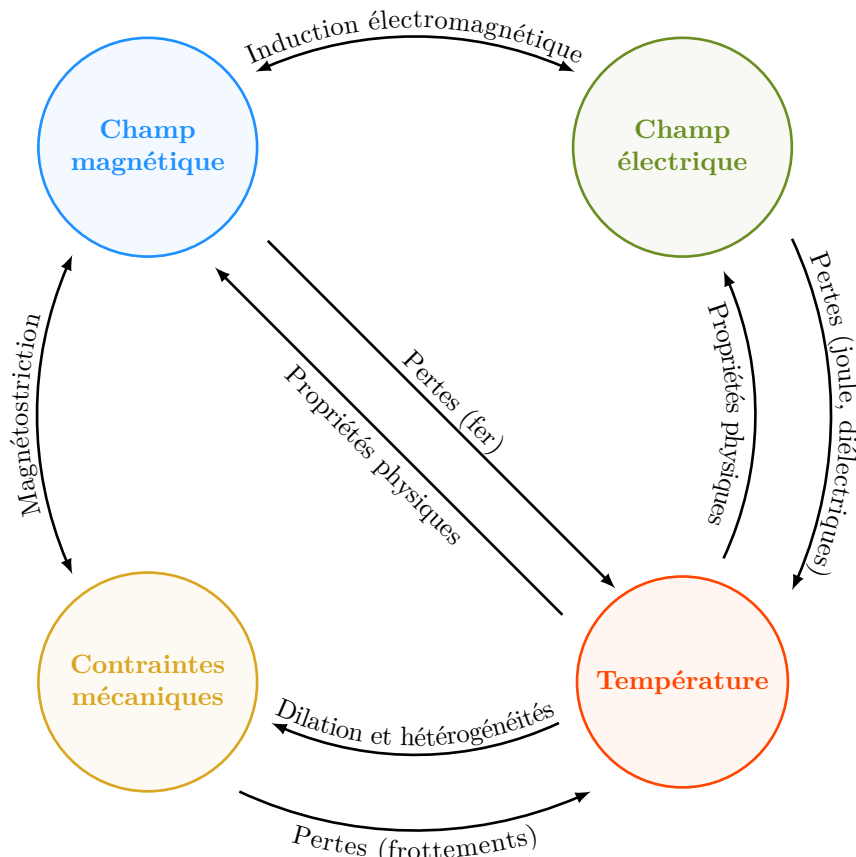 Induction électromagnétique
Champ
magnétique
Champ
électrique
Pertes (joule, diélectriques)
Propriétés physiques
Pertes (fer)
Propriétés physiques
Magnétostriction
Contraintes
mécaniques
Température
Dilation et hétérogénéités
Pertes (frottements)